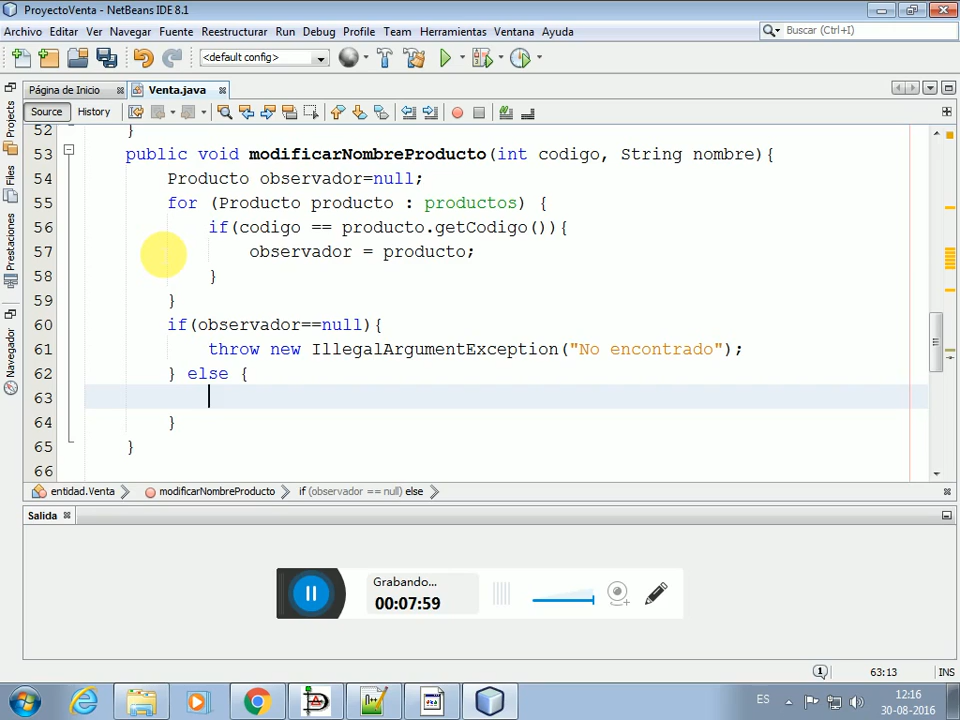 ProyectoVenta - NetBeans IDE 8.1
Archivo Editar Ver Navegar Fuente Reestructurar Run Debug Profile Team Herramientas Ventana Ayuda
Buscar (Ctrl+I)
<default config>
Página de Inicio
Venta.java
Source History
Projects
Files
Prestaciones
Navegador
52 }
53 public void modificarNombreProducto(int codigo, String nombre){
54 Producto observador=null;
55 for (Producto producto : productos) {
56 if(codigo == producto.getCodigo()){
57 observador = producto;
58 }
59 }
60 if(observador==null){
61 throw new IllegalArgumentException("No encontrado");
62 } else {
63
64 }
65 }
66
entidad.Venta modificarNombreProducto if (observador == null) else
Salida
Grabando...
00:07:59
1 63:13 INS
ES
12:16
30-08-2016